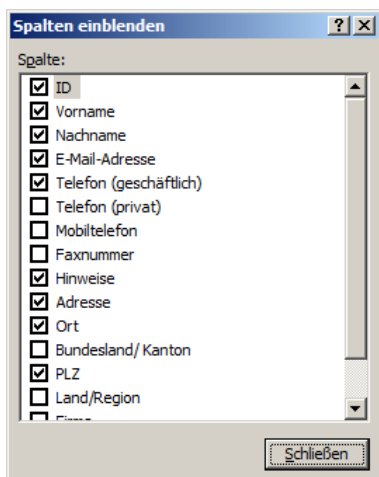 Spalten einblenden
Spalte:
ID
Vorname
Nachname
E-Mail-Adresse
Telefon (geschäftlich)
Telefon (privat)
Mobiltelefon
Faxnummer
Hinweise
Adresse
Ort
Bundesland/ Kanton
PLZ
Land/Region
Schließen